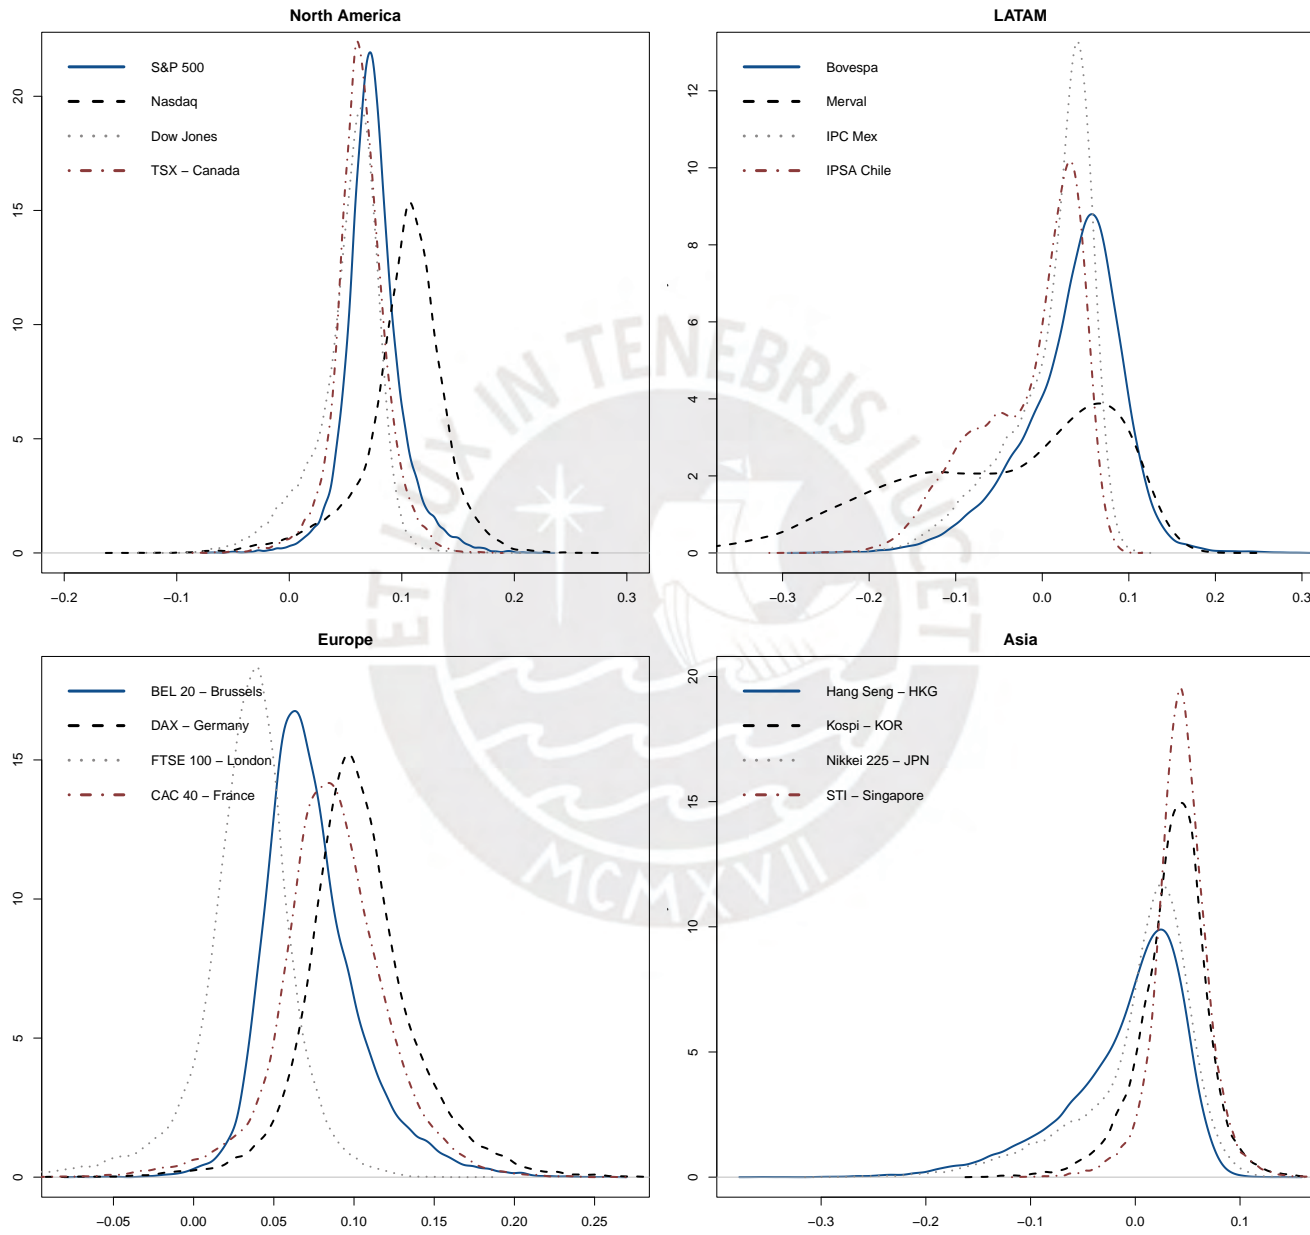 North America
S&P 500
Nasdaq
Dow Jones
TSX – Canada
0
5
10
15
20
−0.2
−0.1
0.0
0.1
0.2
0.3
LATAM
Bovespa
Merval
IPC Mex
IPSA Chile
0
2
4
6
8
10
12
−0.3
−0.2
−0.1
0.0
0.1
0.2
0.3
ET LUX IN TENEBRIS LUCET
MCMXVII
Europe
BEL 20 – Brussels
DAX – Germany
FTSE 100 – London
CAC 40 – France
0
5
10
15
−0.05
0.00
0.05
0.10
0.15
0.20
0.25
Asia
Hang Seng – HKG
Kospi – KOR
Nikkei 225 – JPN
STI – Singapore
0
5
10
15
20
−0.3
−0.2
−0.1
0.0
0.1